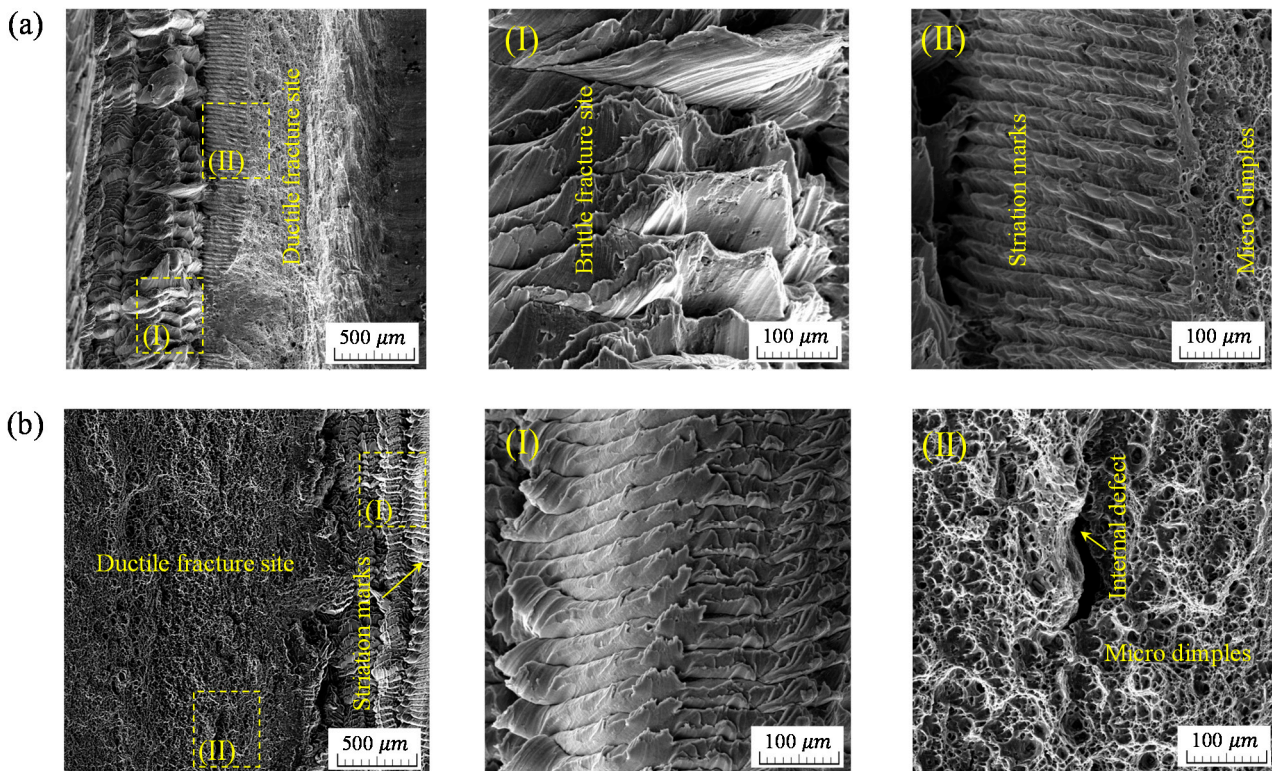 (a)
(II)
Ductile fracture site
(I)
500 μm
(I)
Brittle fracture site
100 μm
(II)
Striation marks
Micro dimples
100 μm
(b)
(I)
Ductile fracture site
Striation marks
(II)
500 μm
(I)
100 μm
(II)
Internal defect
Micro dimples
100 μm